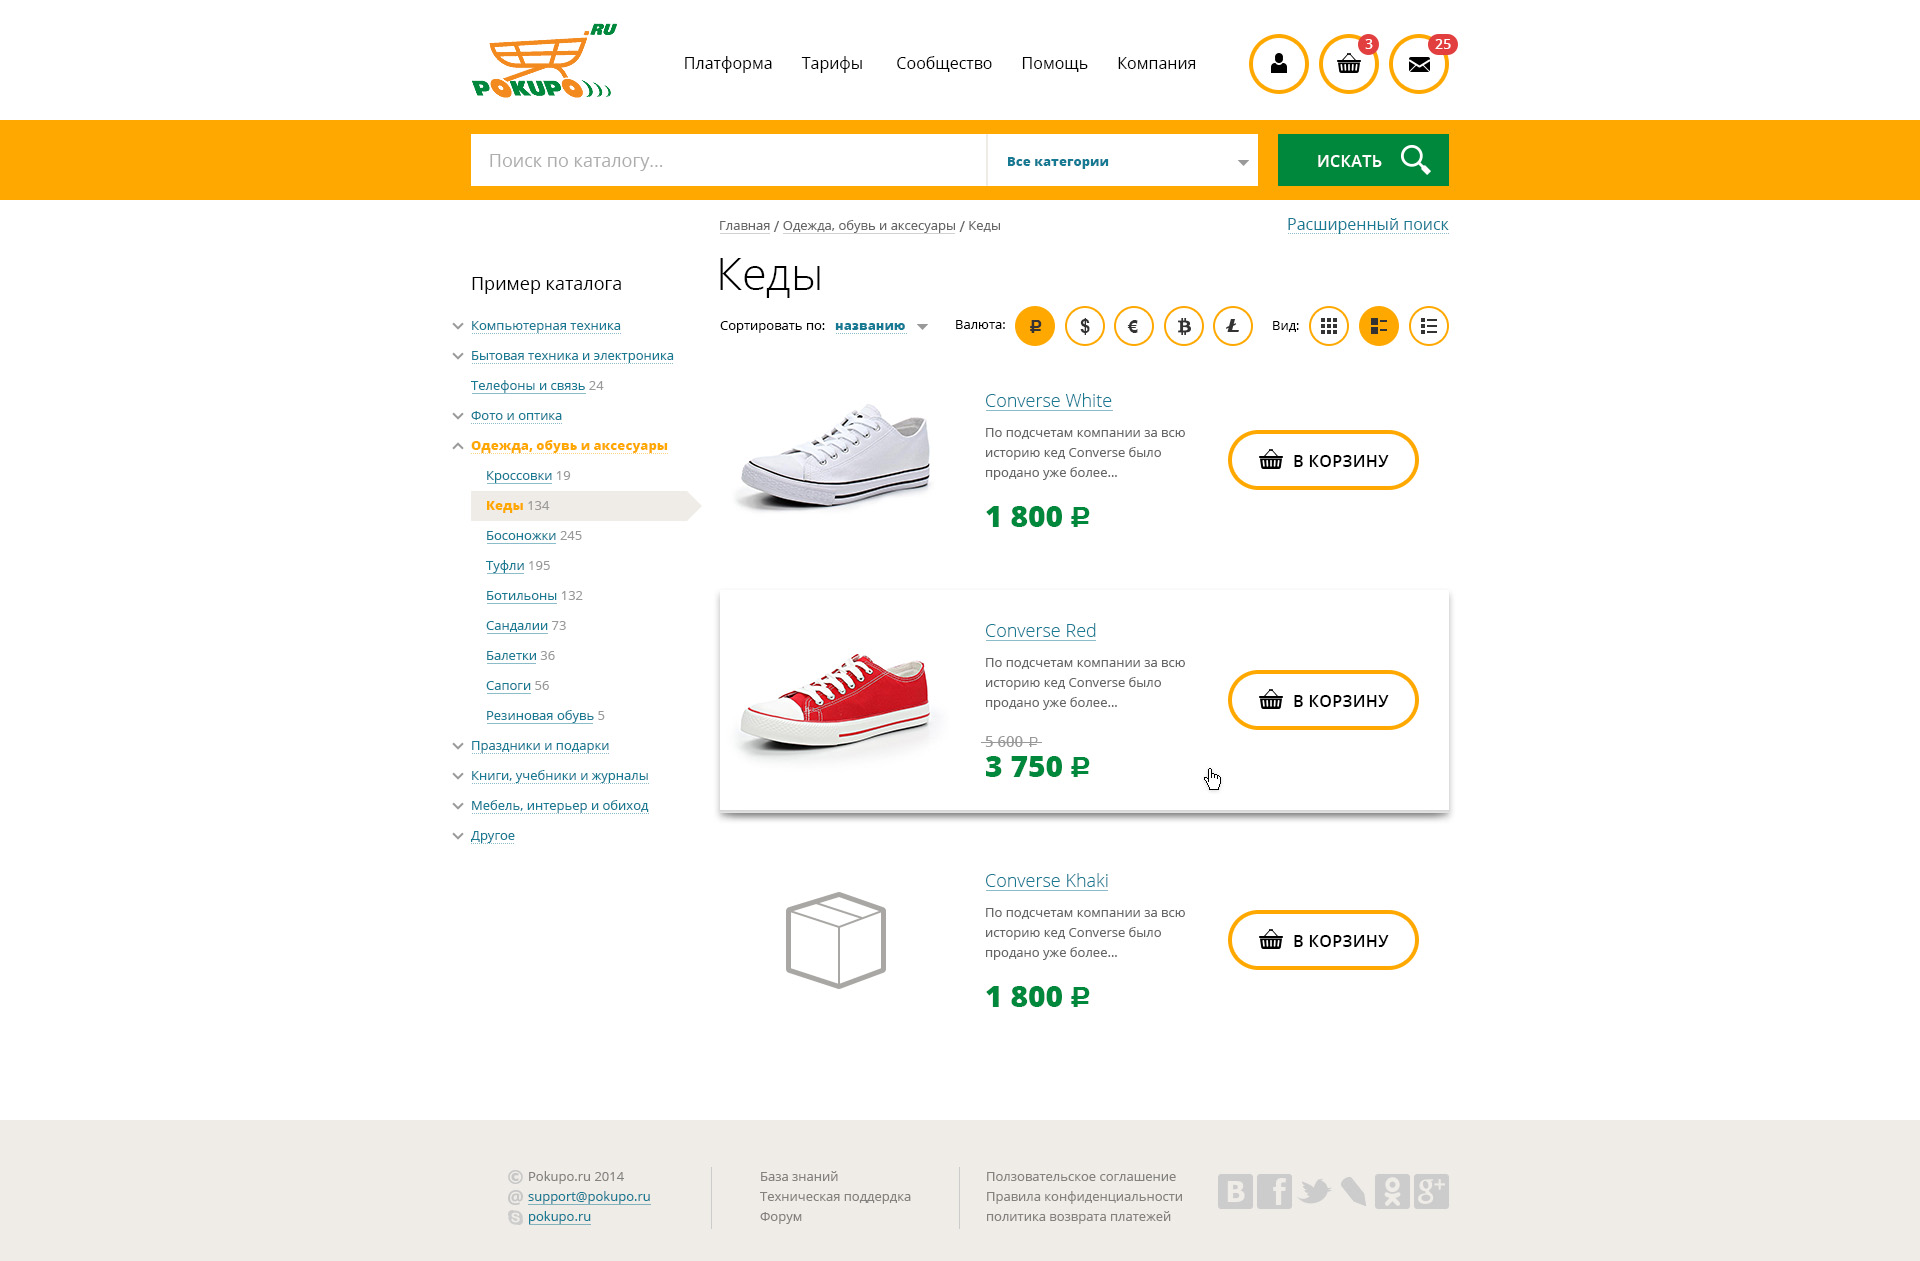 .RU
POKUPO
Платформа
Тарифы
Сообщество
Помощь
Компания
3
25
Поиск по каталогу...
Все категории
ИСКАТЬ
Главная / Одежда, обувь и аксесуары / Кеды
Расширенный поиск
Кеды
Пример каталога
Компьютерная техника
Бытовая техника и электроника
Телефоны и связь 24
Фото и оптика
Одежда, обувь и аксесуары
Кроссовки 19
Кеды 134
Босоножки 245
Туфли 195
Ботильоны 132
Сандалии 73
Балетки 36
Сапоги 56
Резиновая обувь 5
Праздники и подарки
Книги, учебники и журналы
Мебель, интерьер и обиход
Другое
Сортировать по: названию
Валюта: ₽ $ € ₿ Ł
Вид:
Converse White
По подсчетам компании за всю
историю кед Converse было
продано уже более...
1 800 ₽
В КОРЗИНУ
Converse Red
По подсчетам компании за всю
историю кед Converse было
продано уже более...
5 600 ₽
3 750 ₽
В КОРЗИНУ
Converse Khaki
По подсчетам компании за всю
историю кед Converse было
продано уже более...
1 800 ₽
В КОРЗИНУ
© Pokupo.ru 2014
@ support@pokupo.ru
pokupo.ru
База знаний
Техническая поддердка
Форум
Ползовательское соглашение
Правила конфиденциальности
политика возврата платежей
B
f
g+